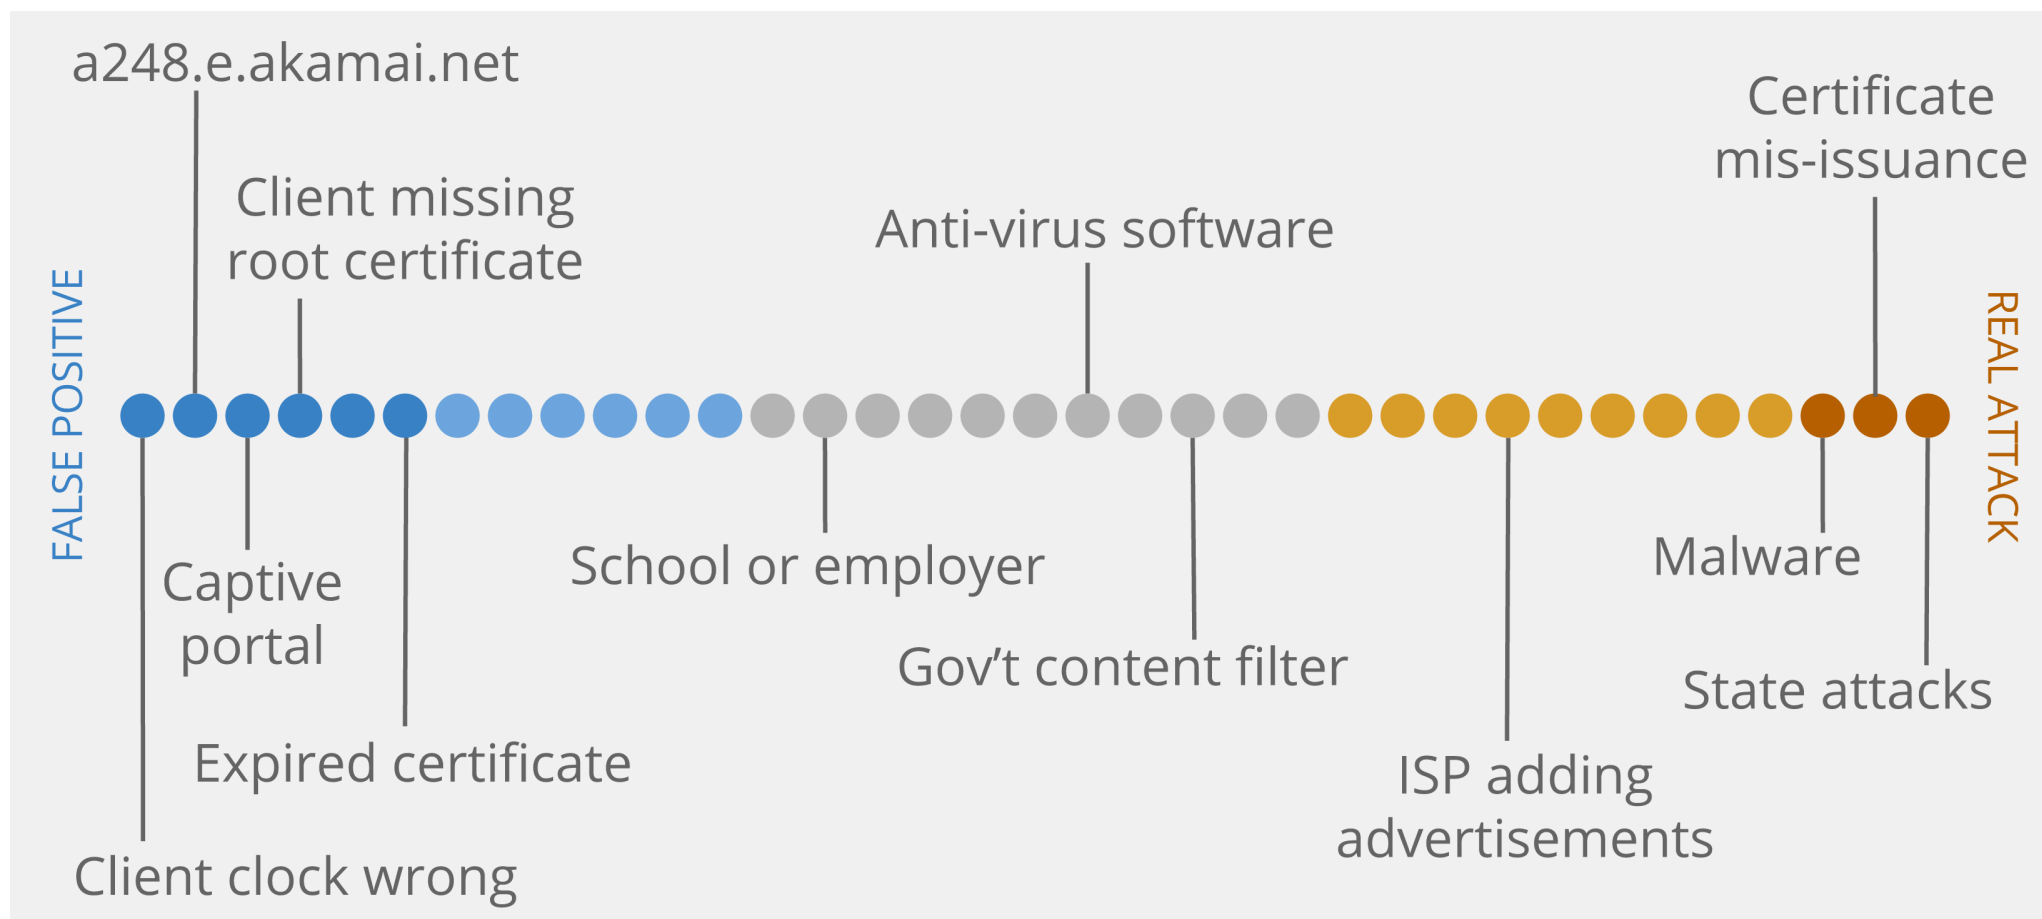 a248.e.akamai.net
Client missing
root certificate
Anti-virus software
Certificate
mis-issuance
FALSE POSITIVE
REAL ATTACK
Captive
portal
School or employer
Malware
Gov’t content filter
State attacks
Expired certificate
ISP adding
advertisements
Client clock wrong